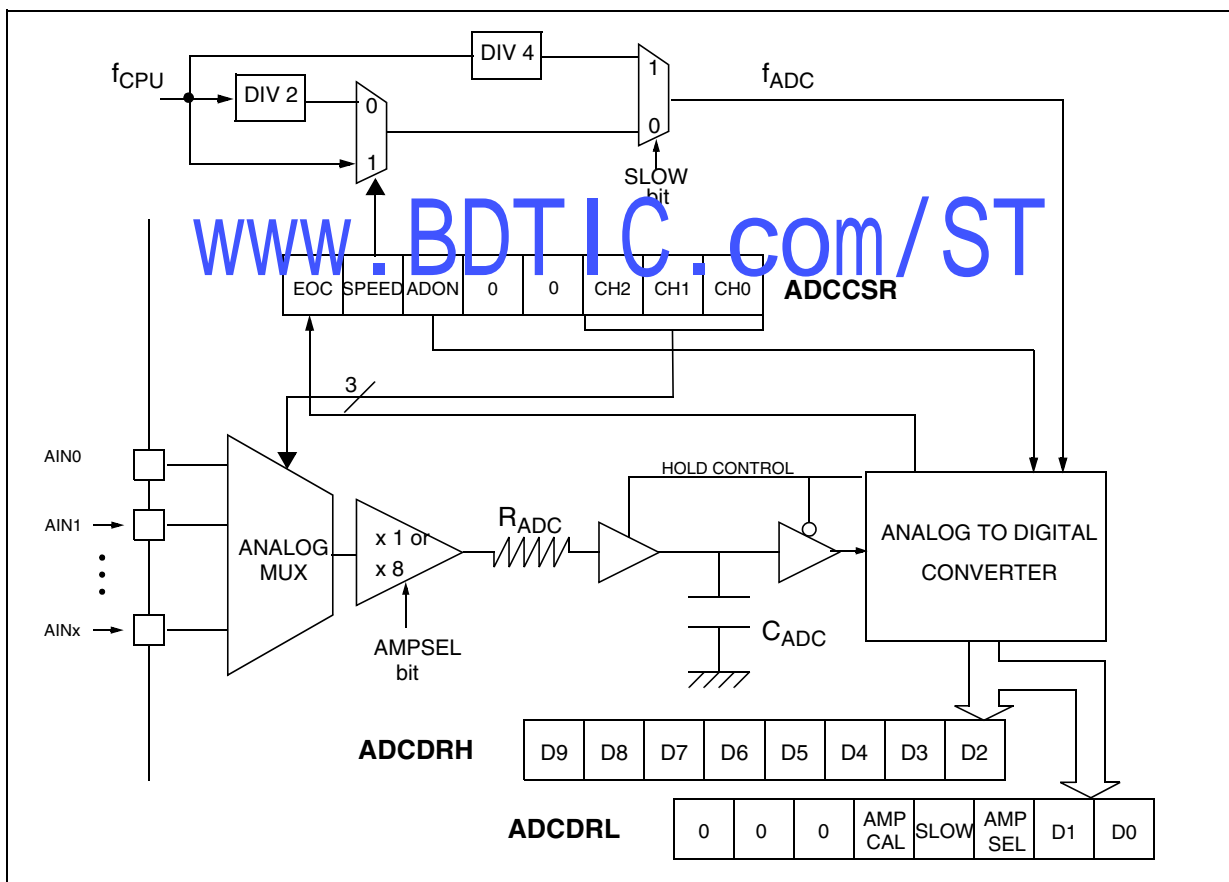 DIV 4
fCPU
DIV 2
0
1
1
0
fADC
SLOW
bit
www.BDTIC.com/ST
EOC SPEED ADON 0 0 CH2 CH1 CH0
ADCCSR
3
AIN0
AIN1
AINx
ANALOG
MUX
x 1 or
x 8
AMPSEL
bit
RADC
HOLD CONTROL
CADC
ANALOG TO DIGITAL
CONVERTER
ADCDRH
D9 D8 D7 D6 D5 D4 D3 D2
ADCDRL
0 0 0 AMP CAL SLOW AMP SEL D1 D0